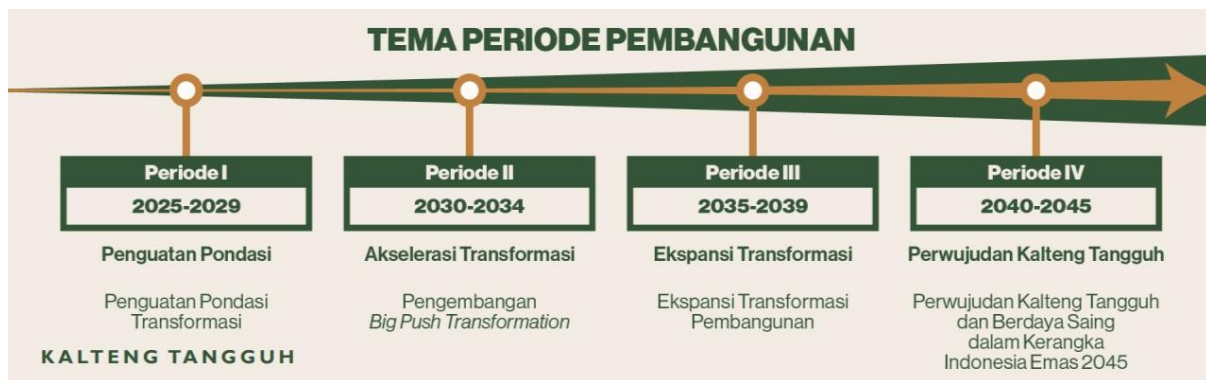 TEMA PERIODE PEMBANGUNAN
Periode I
2025-2029
Penguatan Pondasi
Penguatan Pondasi
Transformasi
Periode II
2030-2034
Akselerasi Transformasi
Pengembangan
Big Push Transformation
Periode III
2035-2039
Ekspansi Transformasi
Ekspansi Transformasi
Pembangunan
Periode IV
2040-2045
Perwujudan Kalteng Tangguh
Perwujudan Kalteng Tangguh
dan Berdaya Saing
dalam Kerangka
Indonesia Emas 2045
KALTENG TANGGUH